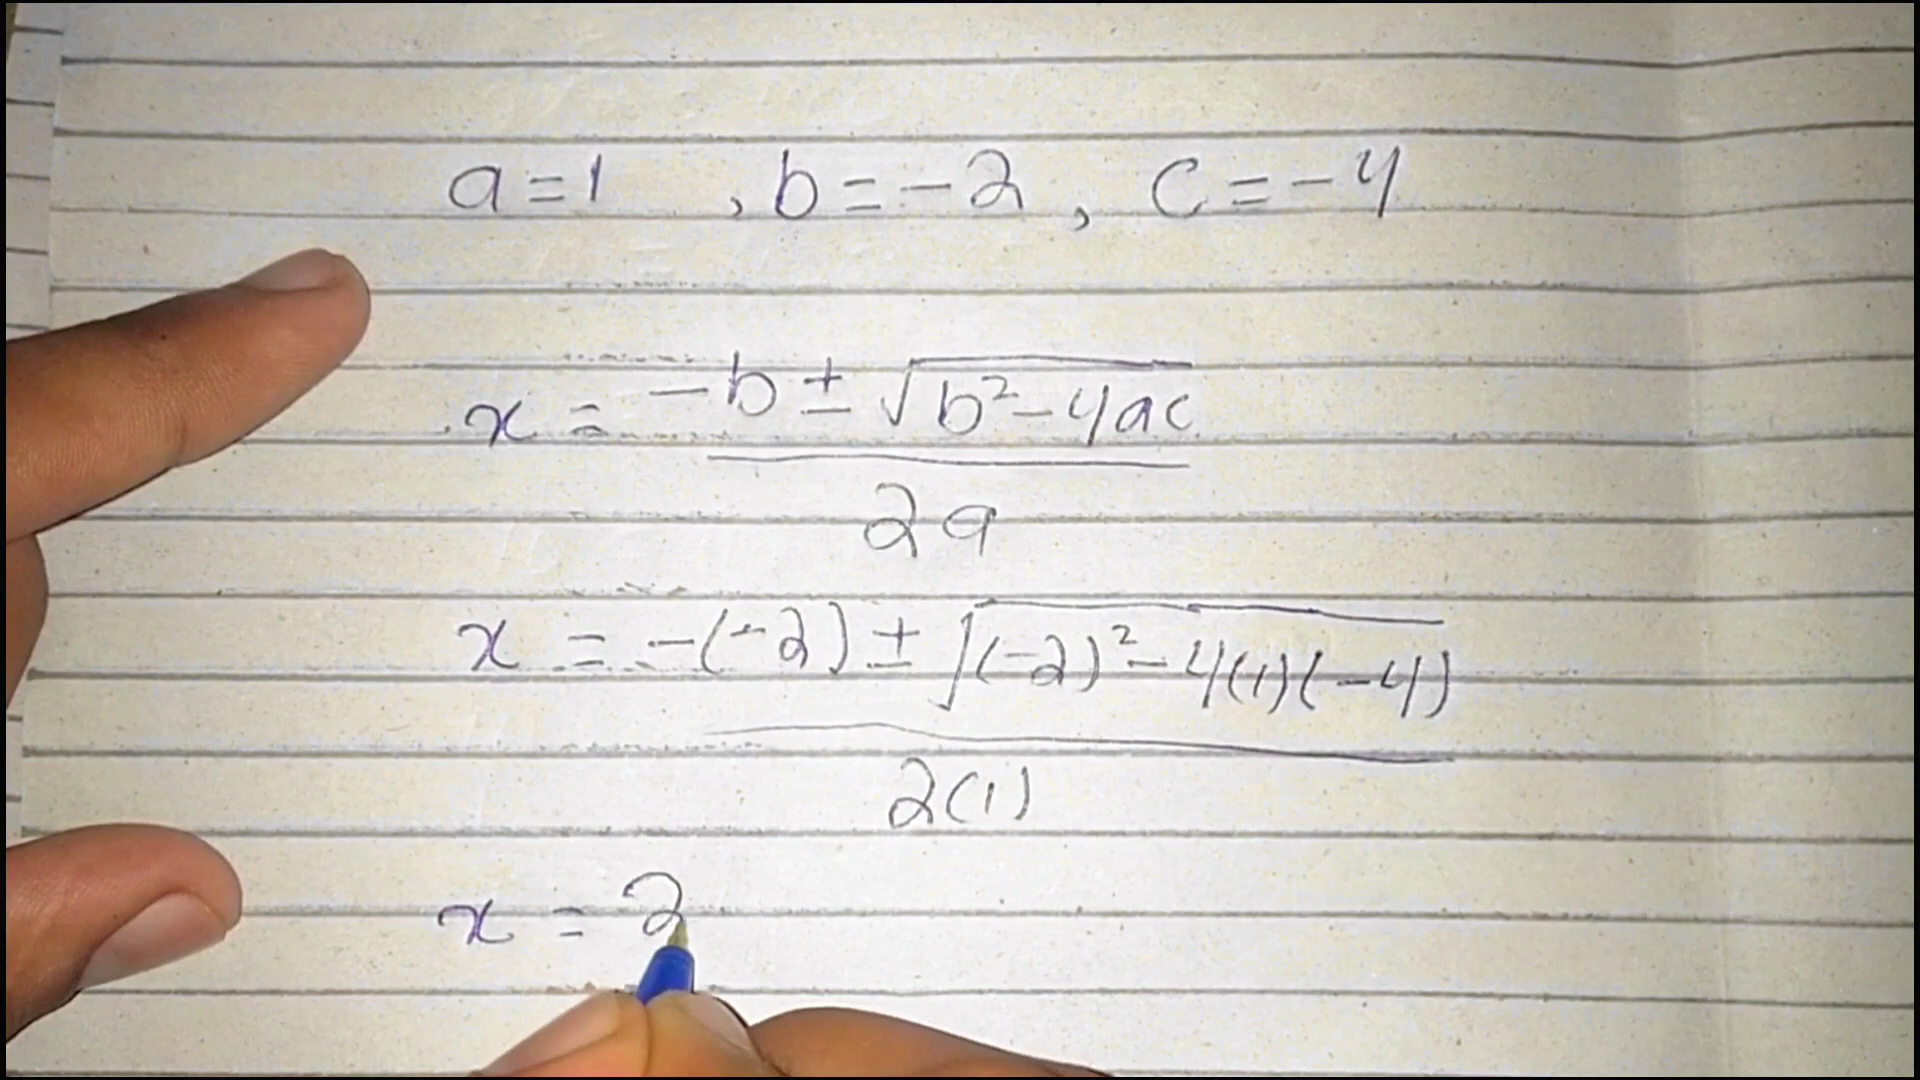 a=1 , b=-2 , c=-4
x = -b ± √b²-4ac
2a
x = -(-2) ± √(-2)²-4(1)(-4)
2(1)
x = 2